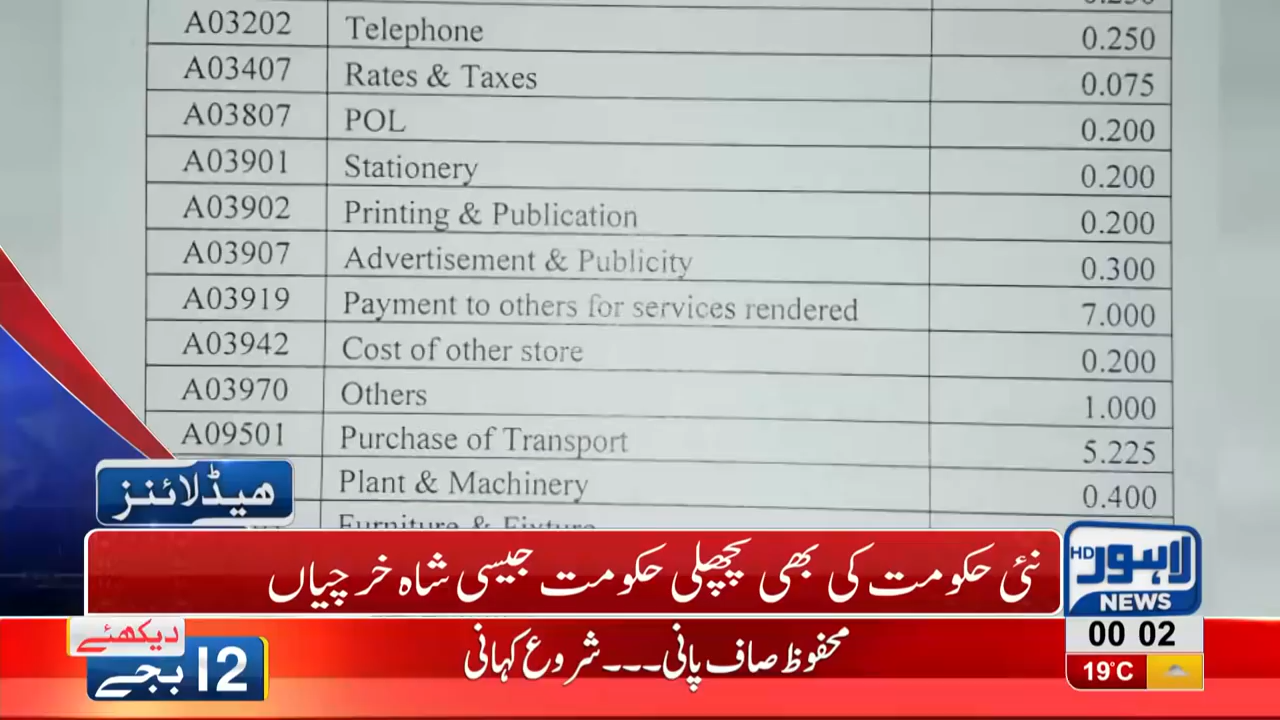 A03202 Telephone 0.250
A03407 Rates & Taxes 0.075
A03807 POL 0.200
A03901 Stationery 0.200
A03902 Printing & Publication 0.200
A03907 Advertisement & Publicity 0.300
A03919 Payment to others for services rendered 7.000
A03942 Cost of other store 0.200
A03970 Others 1.000
A09501 Purchase of Transport 5.225
Plant & Machinery 0.400
Furniture & Fixture
ھیڈلائنز
نئی حکومت کی بھی پچھلی حکومت جیسی شاہ خرچیاں
HD لاہور
NEWS
00 02
19°C
دیکھئے
12 بجے
محفوظ صاف پانی ۔۔۔ شروع کہانی